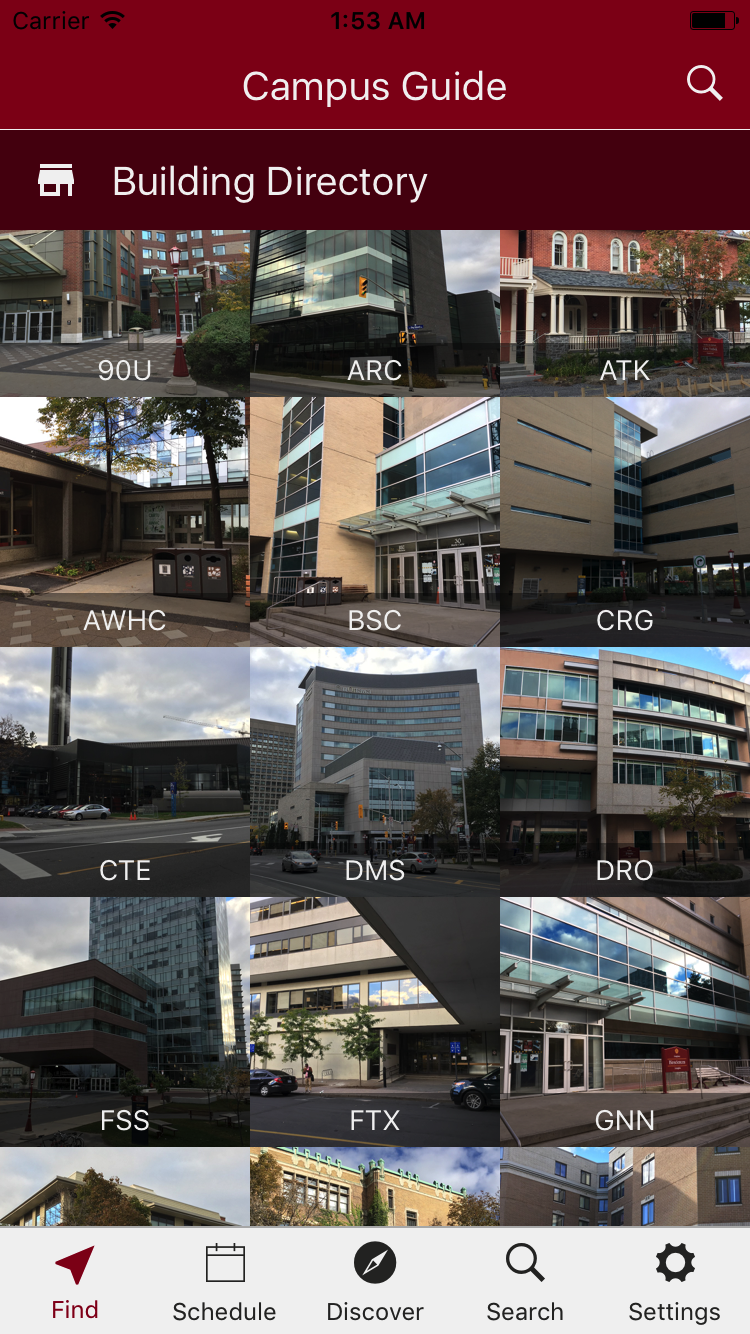 Carrier
1:53 AM
Campus Guide
Building Directory
90U
ARC
ATK
AWHC
BSC
CRG
CTE
DMS
DRO
FSS
FTX
GNN
Find
Schedule
Discover
Search
Settings